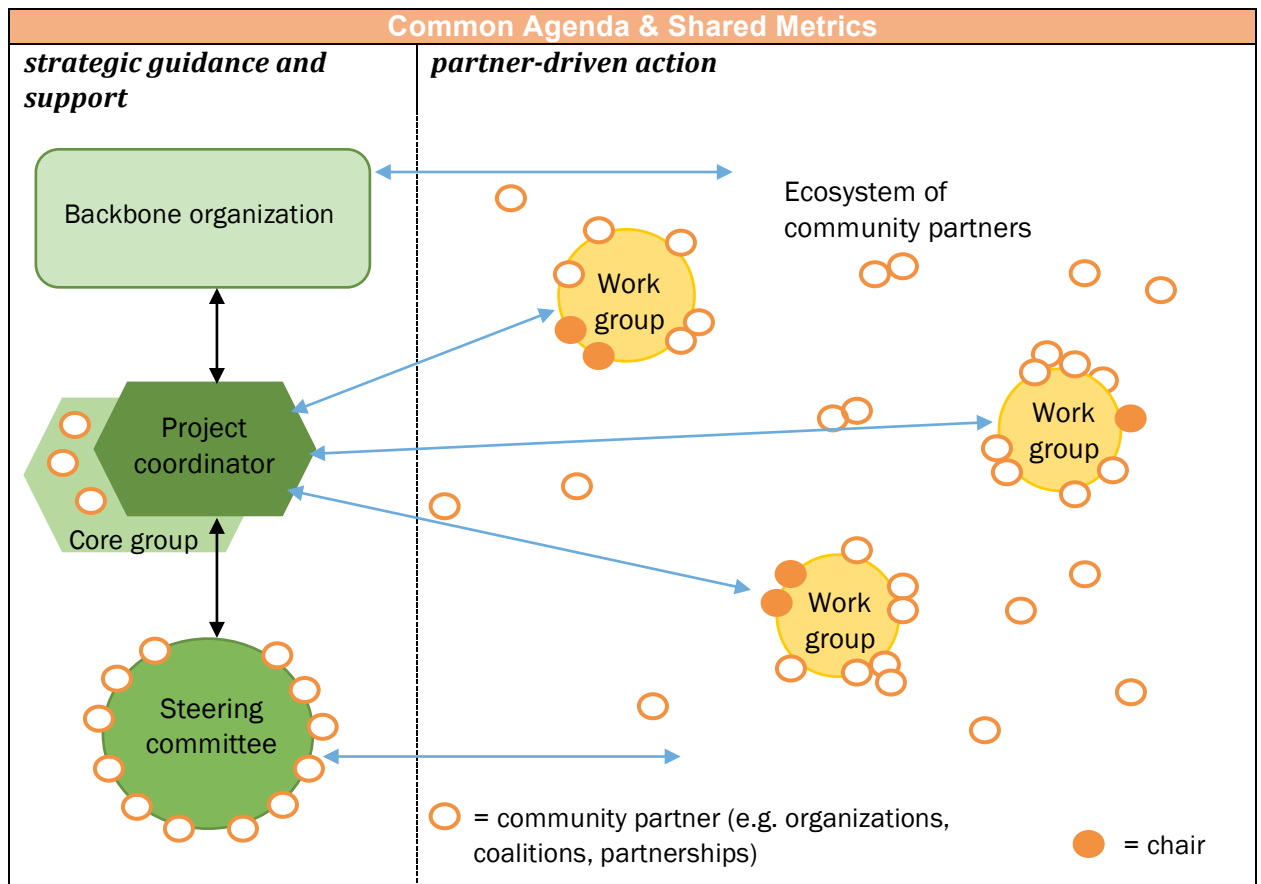 Common Agenda & Shared Metrics
strategic guidance and
support
partner-driven action
Backbone organization
Ecosystem of
community partners
Work
group
Project
coordinator
Work
group
Core group
Work
group
Steering
committee
= community partner (e.g. organizations,
coalitions, partnerships)
= chair